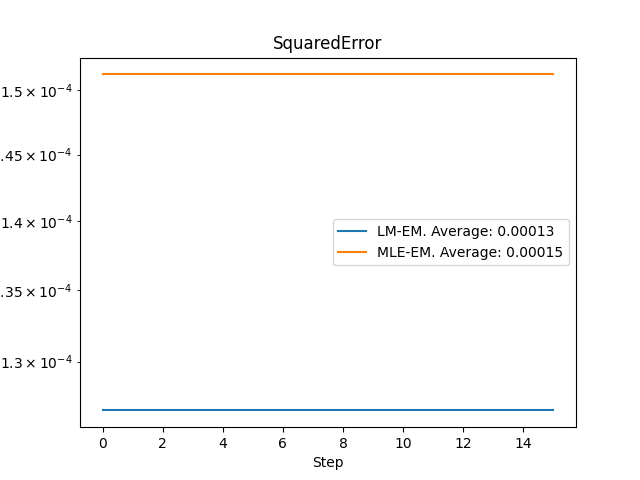 SquaredError
1.5 × 10⁻⁴
.45 × 10⁻⁴
1.4 × 10⁻⁴
.35 × 10⁻⁴
1.3 × 10⁻⁴
LM-EM. Average: 0.00013
MLE-EM. Average: 0.00015
0 2 4 6 8 10 12 14
Step